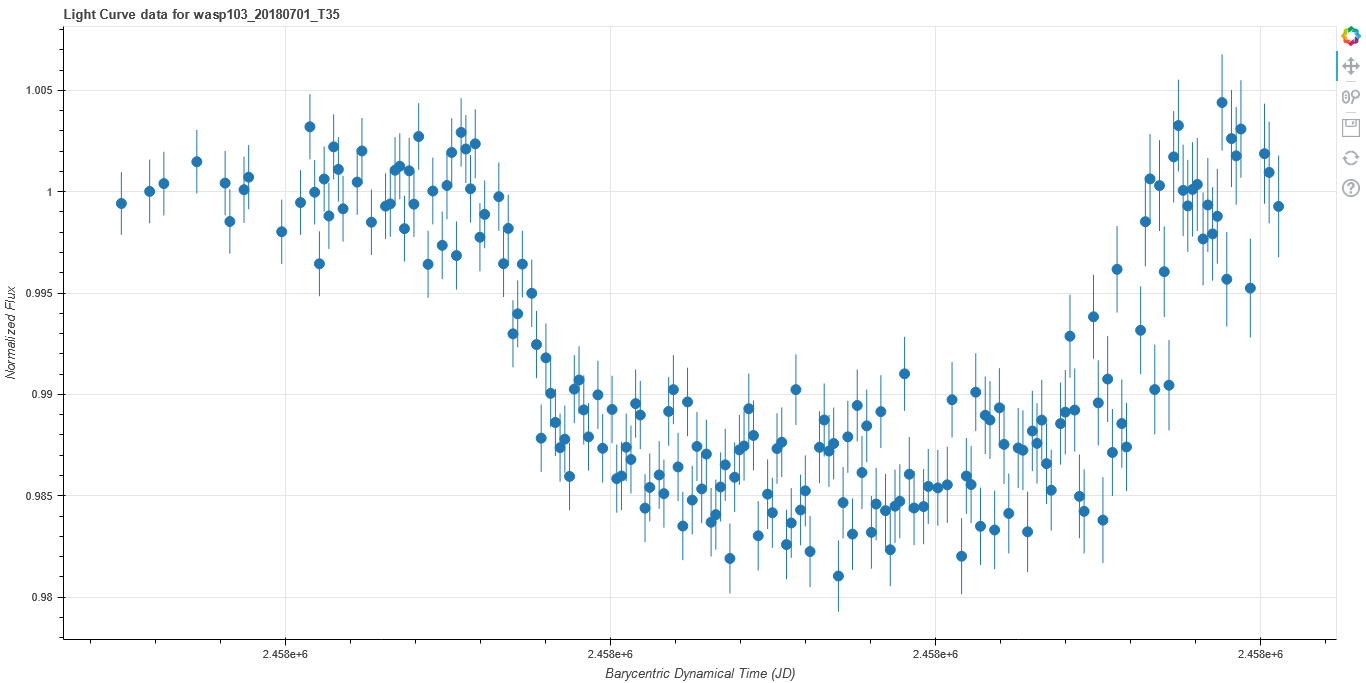 Light Curve data for wasp103_20180701_T35
1.005
1
0.995
0.99
0.985
0.98
Normalized Flux
2.458e+6 2.458e+6 2.458e+6 2.458e+6
Barycentric Dynamical Time (JD)